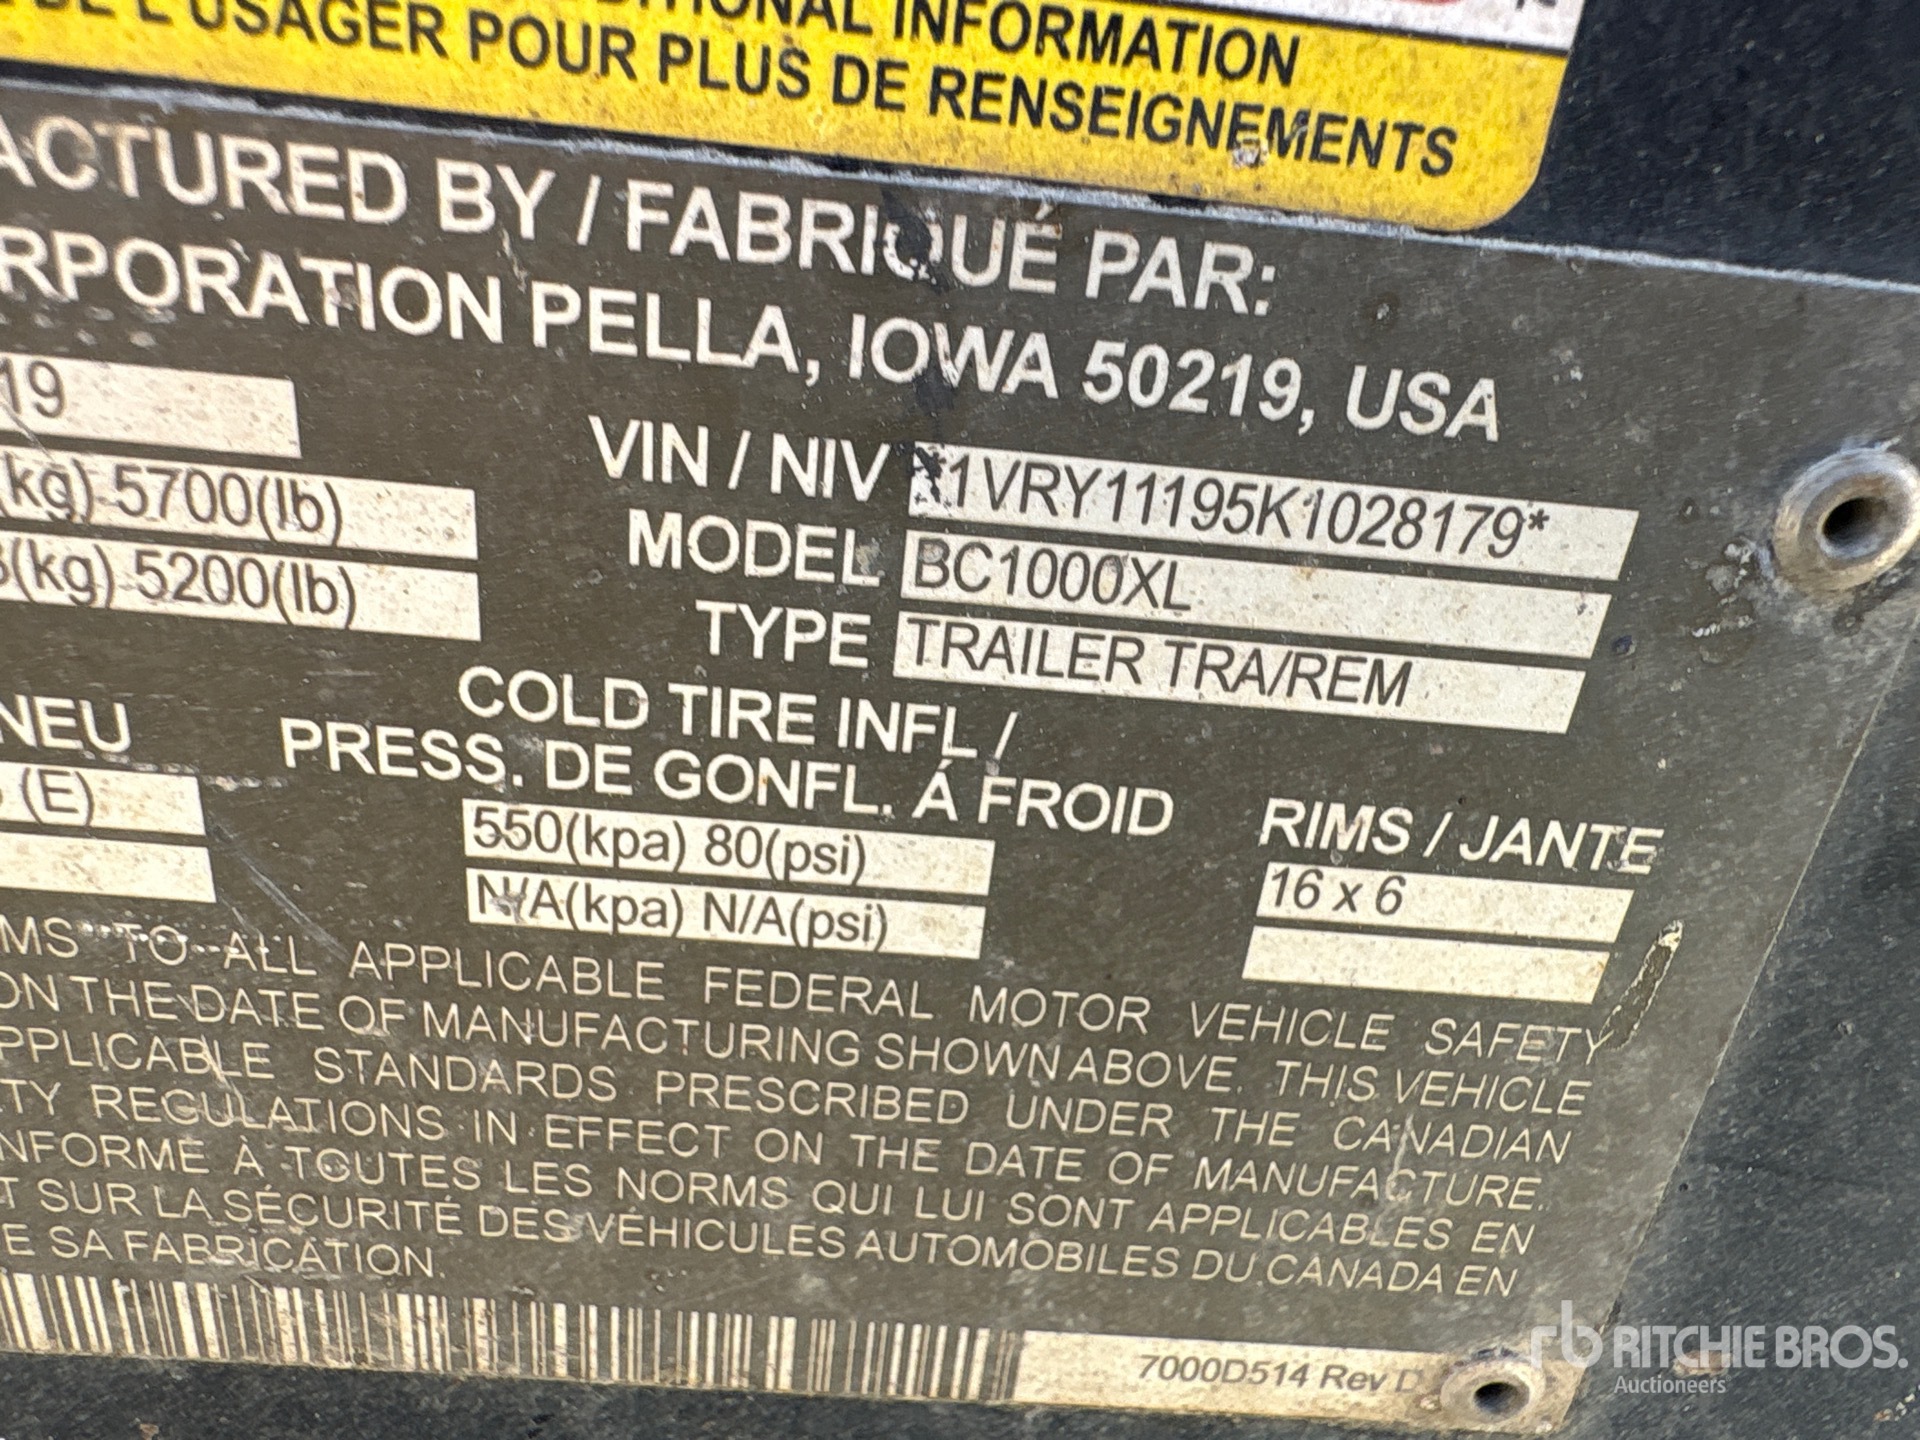 INFORMATION
DE L'USAGER POUR PLUS DE RENSEIGNEMENTS
ACTURED BY / FABRIQUÉ PAR:
RPORATION PELLA, IOWA 50219, USA
19
VIN / NIV *1VRY11195K1028179*
(kg) 5700(lb)
MODEL BC1000XL
(kg) 5200(lb)
TYPE TRAILER TRA/REM
NEU
COLD TIRE INFL /
PRESS. DE GONFL. Á FROID
RIMS / JANTE
(E)
550(kpa) 80(psi)
16 x 6
N/A(kpa) N/A(psi)
MS TO ALL APPLICABLE FEDERAL MOTOR VEHICLE SAFETY
ON THE DATE OF MANUFACTURING SHOWN ABOVE. THIS VEHICLE
PPLICABLE STANDARDS PRESCRIBED UNDER THE CANADIAN
TY REGULATIONS IN EFFECT ON THE DATE OF MANUFACTURE.
NFORME À TOUTES LES NORMS QUI LUI SONT APPLICABLES EN
T SUR LA SÉCURITÉ DES VÉHICULES AUTOMOBILES DU CANADA EN
E SA FABRICATION.
7000D514 Rev D
rb RITCHIE BROS.
Auctioneers